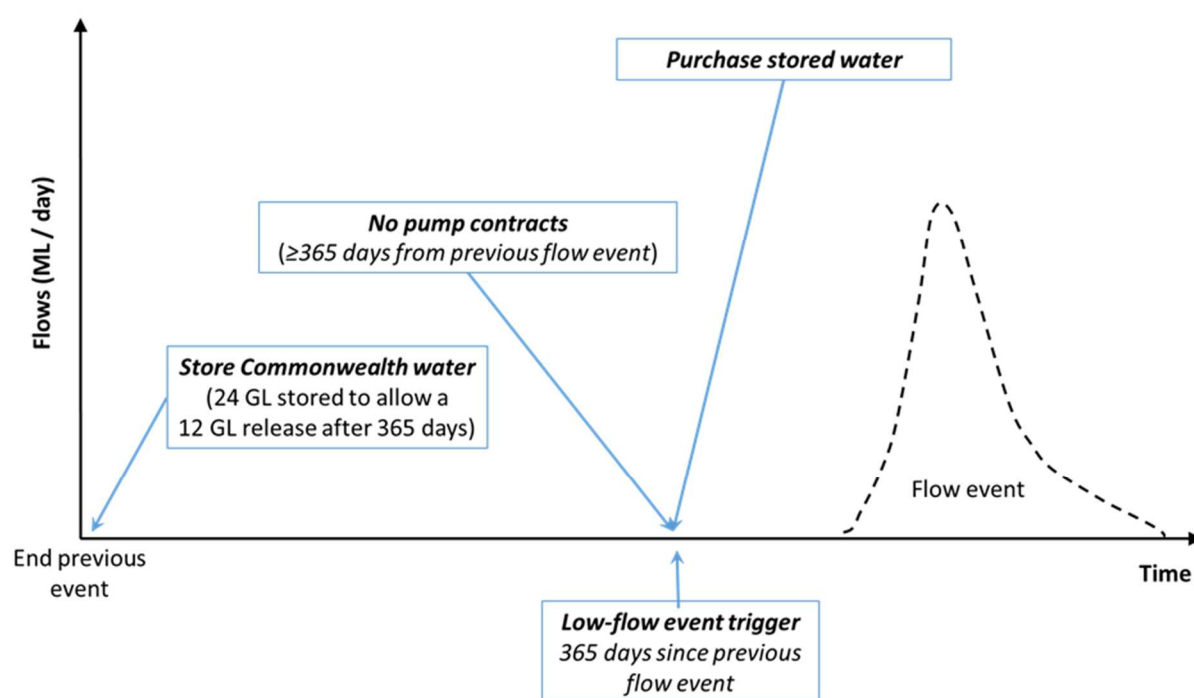 Purchase stored water
No pump contracts
(≥365 days from previous flow event)
Flows (ML / day)
Store Commonwealth water
(24 GL stored to allow a
12 GL release after 365 days)
Flow event
End previous
event
Time
Low-flow event trigger
365 days since previous
flow event